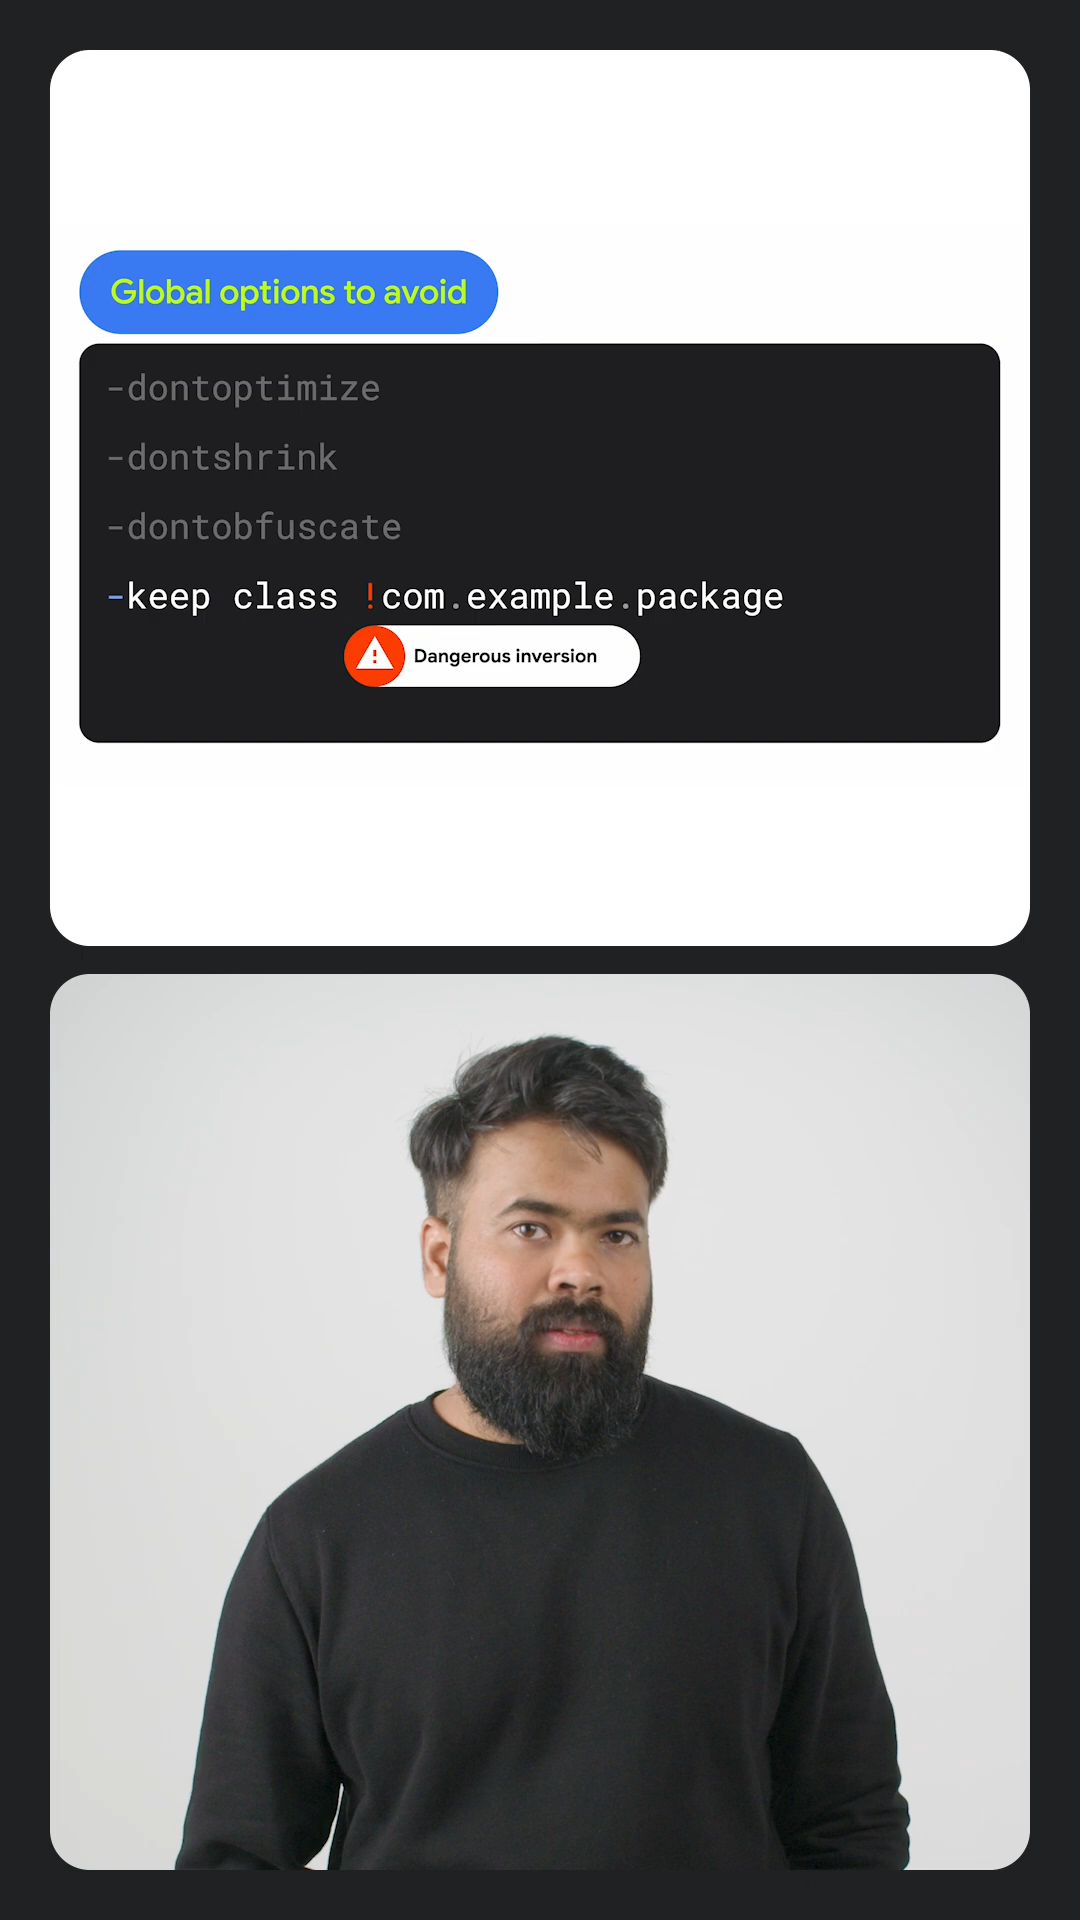 Global options to avoid
-dontoptimize
-dontshrink
-dontobfuscate
-keep class !com.example.package
Dangerous inversion